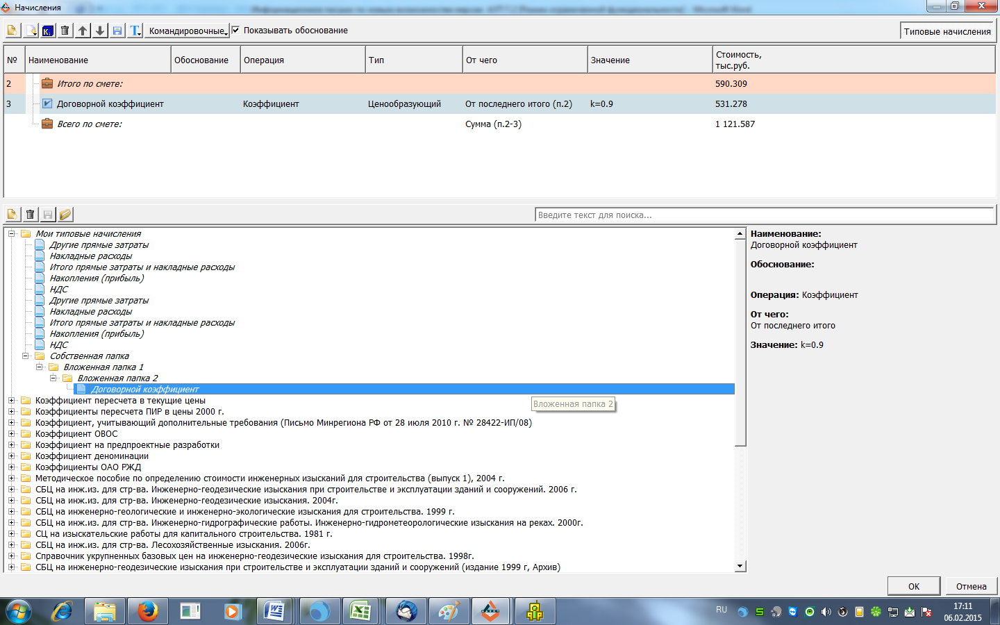 Начисления
Командировочные
Показывать обоснование
Типовые начисления
№ Наименование Обоснование Операция Тип От чего Значение Стоимость,
тыс.руб.
2 Итого по смете: 590.309
3 Договорной коэффициент Коэффициент Ценообразующий От последнего итого (п.2) k=0.9 531.278
Всего по смете: Сумма (п.2-3) 1 121.587
Введите текст для поиска...
Мои типовые начисления
Другие прямые затраты
Накладные расходы
Итого прямые затраты и накладные расходы
Накопления (прибыль)
НДС
Другие прямые затраты
Накладные расходы
Итого прямые затраты и накладные расходы
Накопления (прибыль)
НДС
Собственная папка
Вложенная папка 1
Вложенная папка 2
Договорной коэффициент
Вложенная папка 2
Коэффициент пересчета в текущие цены
Коэффициенты пересчета ПИР в цены 2000 г.
Коэффициент, учитывающий дополнительные требования (Письмо Минрегиона РФ от 28 июля 2010 г. № 28422-ИП/08)
Коэффициент ОВОС
Коэффициент на предпроектные разработки
Коэффициент деноминации
Коэффициенты ОАО РЖД
Методическое пособие по определению стоимости инженерных изысканий для строительства (выпуск 1), 2004 г.
СБЦ на инж.из. для стр-ва. Инженерно-геодезические изыскания при строительстве и эксплуатации зданий и сооружений. 2006 г.
СБЦ на инж.из. для стр-ва. Инженерно-геодезические изыскания. 2004г.
СБЦ на инженерно-геологические и инженерно-экологические изыскания для строительства. 1999 г.
СБЦ на инж.из. для стр-ва. Инженерно-гидрографические работы. Инженерно-гидрометеорологические изыскания на реках. 2000г.
СЦ на изыскательские работы для капитального строительства. 1981 г.
СБЦ на инж.из. для стр-ва. Лесохозяйственные изыскания. 2006г.
Справочник укрупненных базовых цен на инженерно-геодезические изыскания для строительства. 1998г.
СБЦ на инженерно-геодезические изыскания при строительстве и эксплуатации зданий и сооружений (издание 1999 г, Архив)
Наименование:
Договорной коэффициент
Обоснование:
Операция: Коэффициент
От чего:
От последнего итого
Значение: k=0.9
ОК
Отмена
RU
17:11
06.02.2015